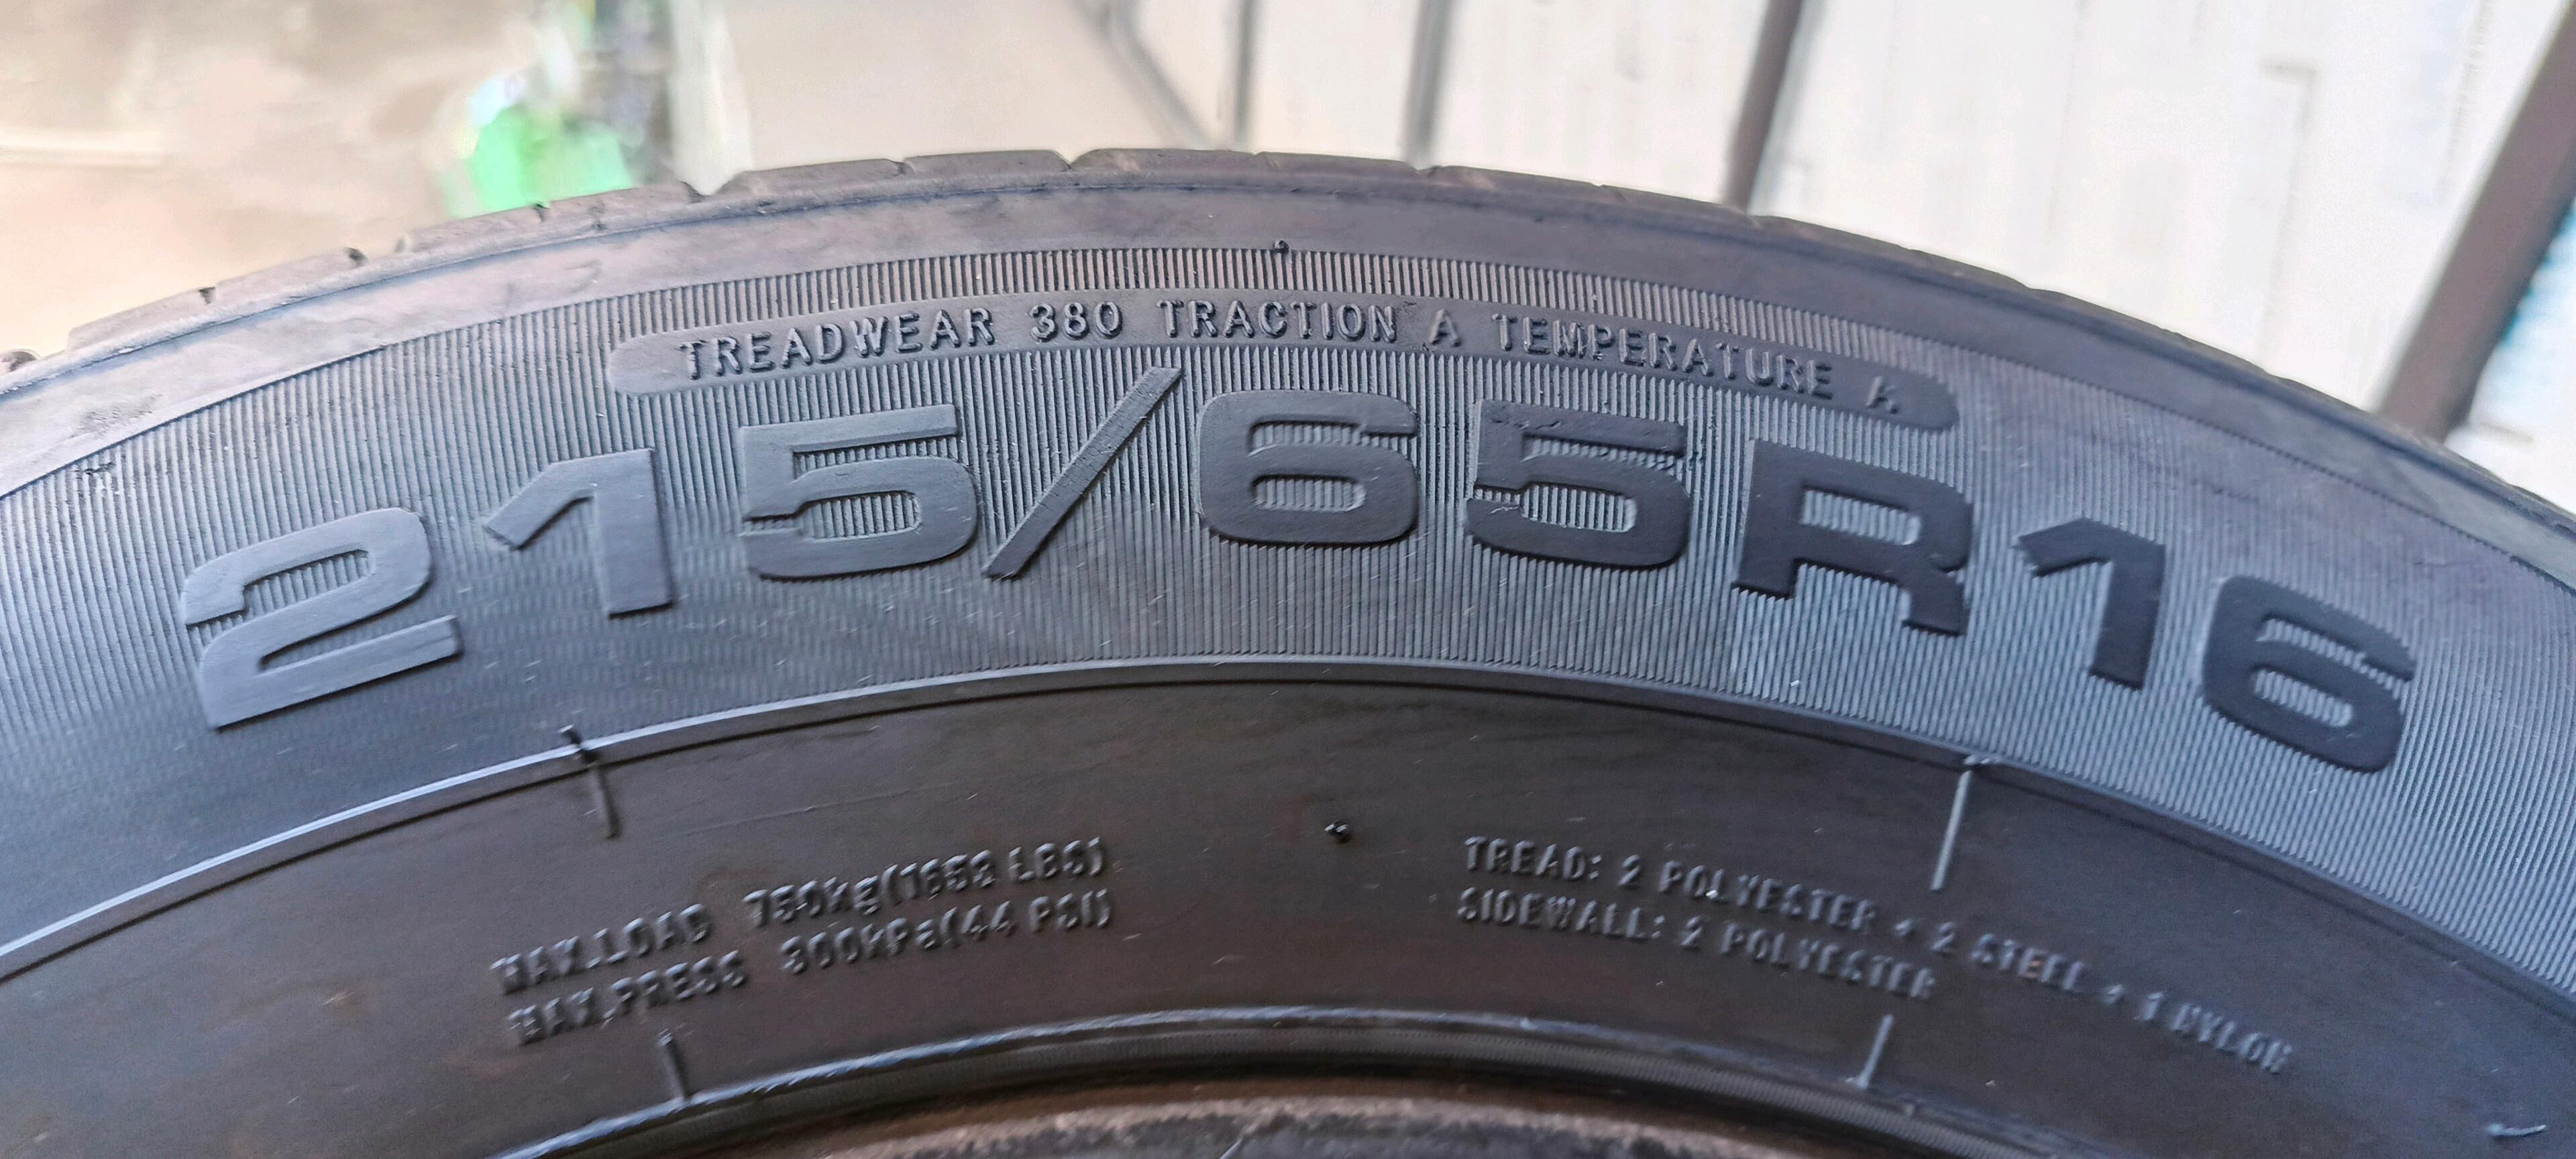 TREADWEAR 380 TRACTION A TEMPERATURE A
215/65R16
MAX.LOAD 750kg(1653 LBS)
MAX.PRESS 300kPa(44 PSI)
TREAD: 2 POLYESTER + 2 STEEL + 1 NYLON
SIDEWALL: 2 POLYESTER